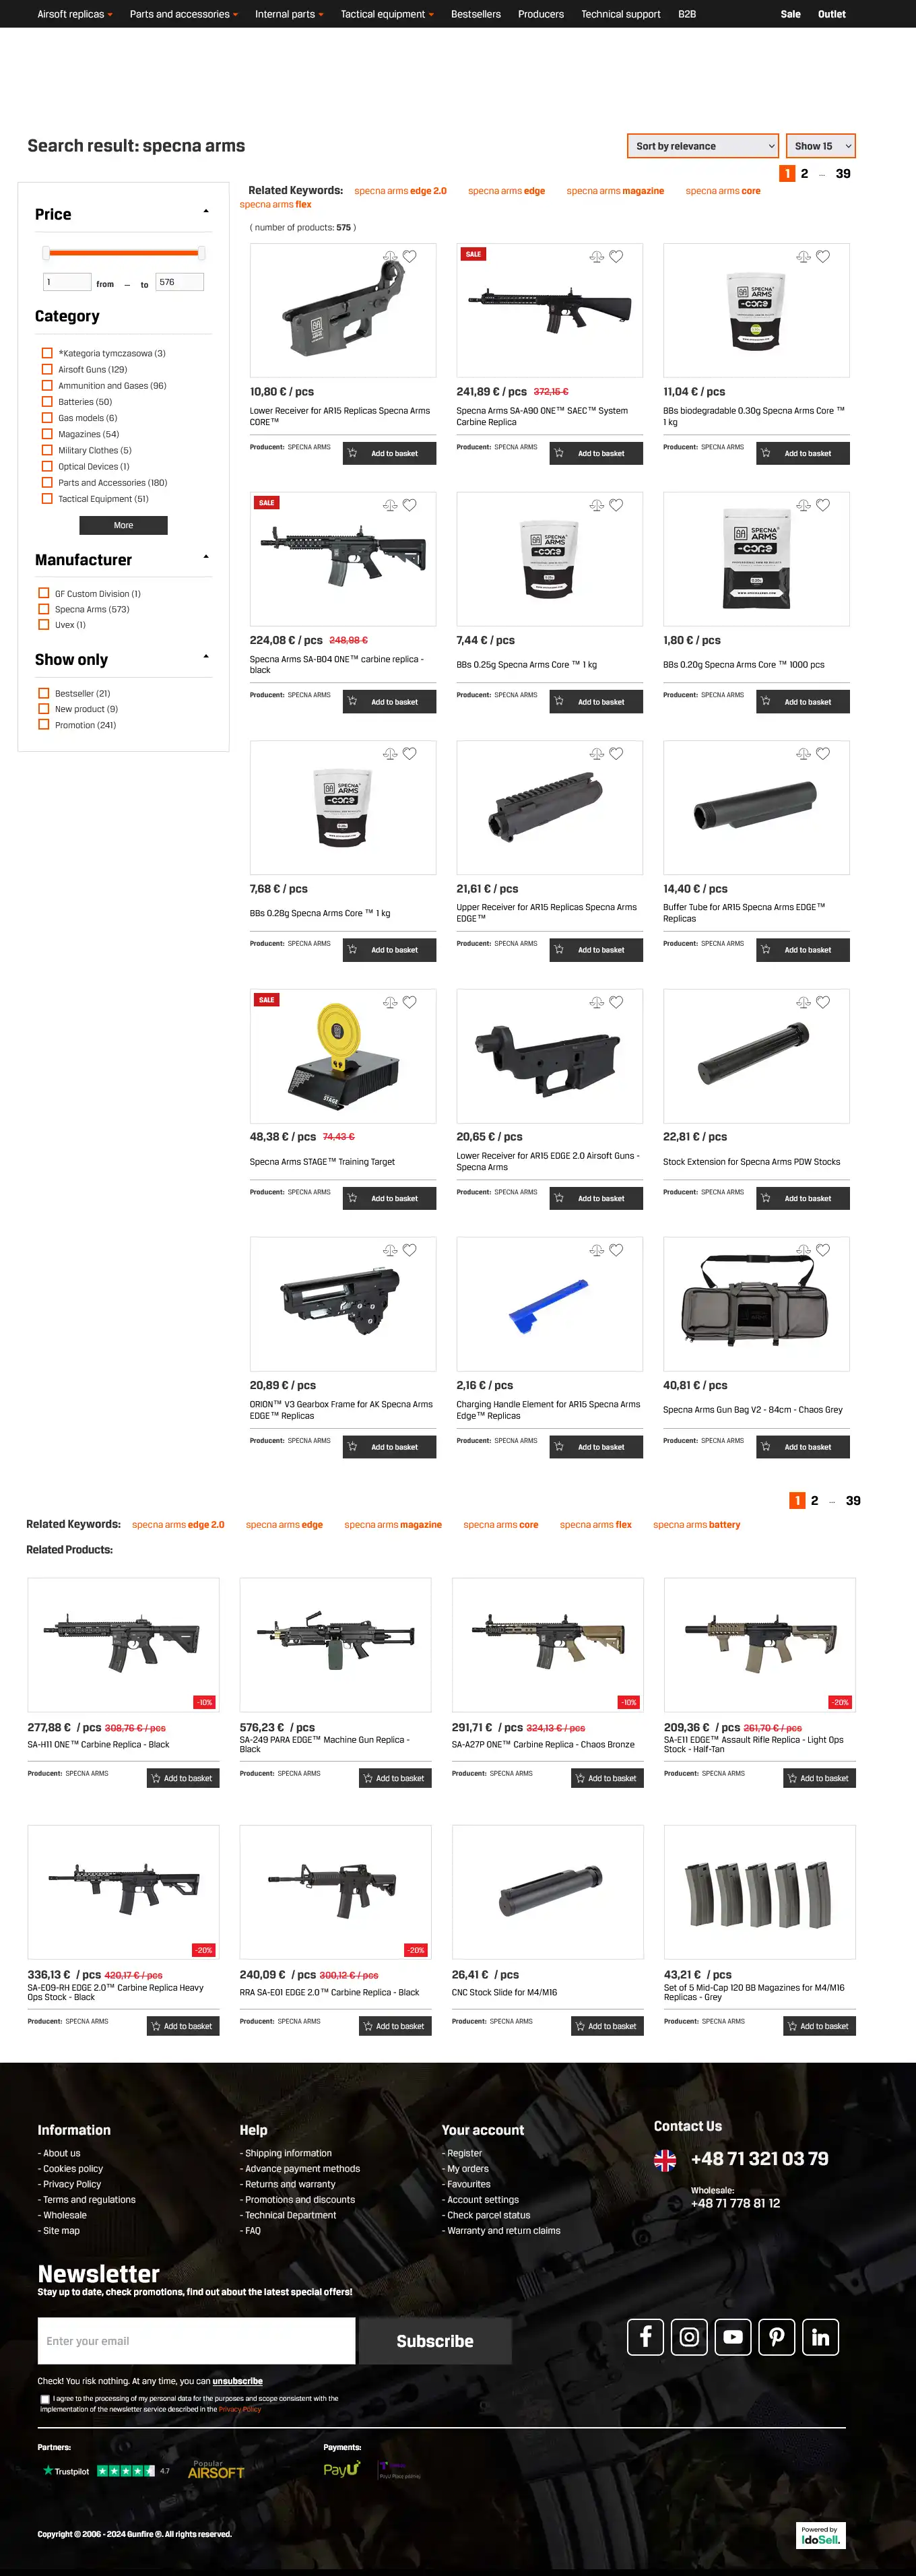 Airsoft replicas Parts and accessories Internal parts Tactical equipment Bestsellers Producers Technical support B2B Sale Outlet
Search result: specna arms
Sort by relevance
Show 15
1 2 ... 39
Price
1 from — to 576
Category
*Kategoria tymczasowa (3)
Airsoft Guns (129)
Ammunition and Gases (96)
Batteries (50)
Gas models (6)
Magazines (54)
Military Clothes (5)
Optical Devices (1)
Parts and Accessories (180)
Tactical Equipment (51)
More
Manufacturer
GF Custom Division (1)
Specna Arms (573)
Uvex (1)
Show only
Bestseller (21)
New product (9)
Promotion (241)
Related Keywords: specna arms edge 2.0 specna arms edge specna arms magazine specna arms core
specna arms flex
( number of products: 575 )
10,80 € / pcs
Lower Receiver for AR15 Replicas Specna Arms
CORE™
Producent: SPECNA ARMS
Add to basket
SALE
241,89 € / pcs 372,15 €
Specna Arms SA-A90 ONE™ SAEC™ System
Carbine Replica
Producent: SPECNA ARMS
Add to basket
SPECNA
ARMS
CORE
11,04 € / pcs
BBs biodegradable 0.30g Specna Arms Core ™
1 kg
Producent: SPECNA ARMS
Add to basket
SALE
224,08 € / pcs 248,98 €
Specna Arms SA-B04 ONE™ carbine replica -
black
Producent: SPECNA ARMS
Add to basket
SPECNA
ARMS
CORE
7,44 € / pcs
BBs 0.25g Specna Arms Core ™ 1 kg
Producent: SPECNA ARMS
Add to basket
SPECNA
ARMS
CORE
1,80 € / pcs
BBs 0.20g Specna Arms Core ™ 1000 pcs
Producent: SPECNA ARMS
Add to basket
SPECNA
ARMS
CORE
7,68 € / pcs
BBs 0.28g Specna Arms Core ™ 1 kg
Producent: SPECNA ARMS
Add to basket
21,61 € / pcs
Upper Receiver for AR15 Replicas Specna Arms
EDGE™
Producent: SPECNA ARMS
Add to basket
14,40 € / pcs
Buffer Tube for AR15 Specna Arms EDGE™
Replicas
Producent: SPECNA ARMS
Add to basket
SALE
STAGE
48,38 € / pcs 74,43 €
Specna Arms STAGE™ Training Target
Producent: SPECNA ARMS
Add to basket
20,65 € / pcs
Lower Receiver for AR15 EDGE 2.0 Airsoft Guns -
Specna Arms
Producent: SPECNA ARMS
Add to basket
22,81 € / pcs
Stock Extension for Specna Arms PDW Stocks
Producent: SPECNA ARMS
Add to basket
20,89 € / pcs
ORION™ V3 Gearbox Frame for AK Specna Arms
EDGE™ Replicas
Producent: SPECNA ARMS
Add to basket
2,16 € / pcs
Charging Handle Element for AR15 Specna Arms
Edge™ Replicas
Producent: SPECNA ARMS
Add to basket
40,81 € / pcs
Specna Arms Gun Bag V2 - 84cm - Chaos Grey
Producent: SPECNA ARMS
Add to basket
1 2 ... 39
Related Keywords: specna arms edge 2.0 specna arms edge specna arms magazine specna arms core specna arms flex specna arms battery
Related Products:
-10%
277,88 € / pcs 308,76 € / pcs
SA-H11 ONE™ Carbine Replica - Black
Producent: SPECNA ARMS
Add to basket
576,23 € / pcs
SA-249 PARA EDGE™ Machine Gun Replica -
Black
Producent: SPECNA ARMS
Add to basket
-10%
291,71 € / pcs 324,13 € / pcs
SA-A27P ONE™ Carbine Replica - Chaos Bronze
Producent: SPECNA ARMS
Add to basket
-20%
209,36 € / pcs 261,70 € / pcs
SA-E11 EDGE™ Assault Rifle Replica - Light Ops
Stock - Half-Tan
Producent: SPECNA ARMS
Add to basket
-20%
336,13 € / pcs 420,17 € / pcs
SA-E09-RH EDGE 2.0™ Carbine Replica Heavy
Ops Stock - Black
Producent: SPECNA ARMS
Add to basket
-20%
240,09 € / pcs 300,12 € / pcs
RRA SA-E01 EDGE 2.0™ Carbine Replica - Black
Producent: SPECNA ARMS
Add to basket
26,41 € / pcs
CNC Stock Slide for M4/M16
Producent: SPECNA ARMS
Add to basket
43,21 € / pcs
Set of 5 Mid-Cap 120 BB Magazines for M4/M16
Replicas - Grey
Producent: SPECNA ARMS
Add to basket
Information
- About us
- Cookies policy
- Privacy Policy
- Terms and regulations
- Wholesale
- Site map
Help
- Shipping information
- Advance payment methods
- Returns and warranty
- Promotions and discounts
- Technical Department
- FAQ
Your account
- Register
- My orders
- Favourites
- Account settings
- Check parcel status
- Warranty and return claims
Contact Us
+48 71 321 03 79
Wholesale:
+48 71 778 81 12
Newsletter
Stay up to date, check promotions, find out about the latest special offers!
Enter your email
Subscribe
Check! You risk nothing. At any time, you can unsubscribe
I agree to the processing of my personal data for the purposes and scope consistent with the
implementation of the newsletter service described in the Privacy Policy
Partners:
Trustpilot 4.7
Popular
AIRSOFT
Payments:
PayU
Copyright © 2006 - 2024 Gunfire ®. All rights reserved.
Powered by
IdoSell.